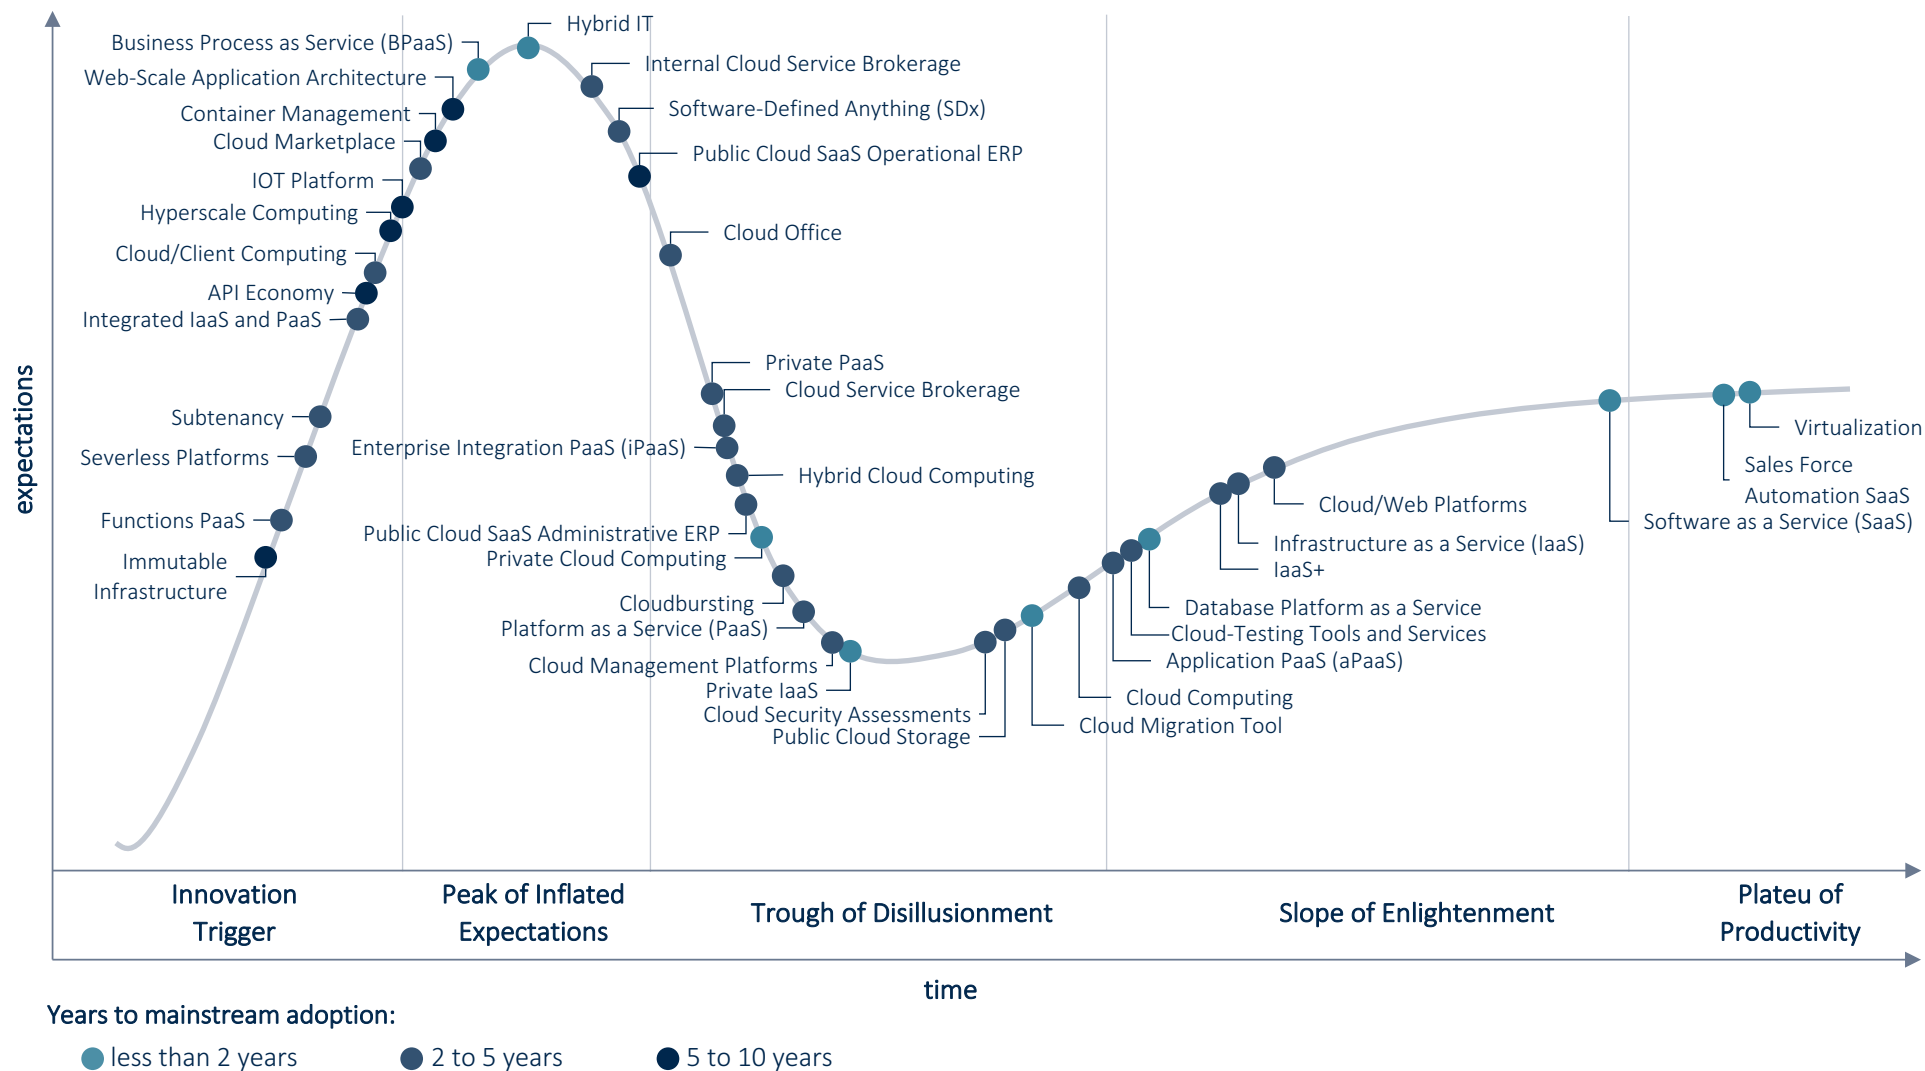 Hybrid IT
Business Process as Service (BPaaS)
Internal Cloud Service Brokerage
Web-Scale Application Architecture
Software-Defined Anything (SDx)
Container Management
Cloud Marketplace
Public Cloud SaaS Operational ERP
IOT Platform
Hyperscale Computing
Cloud Office
Cloud/Client Computing
API Economy
Integrated IaaS and PaaS
Private PaaS
Cloud Service Brokerage
Subtenancy
Severless Platforms
Enterprise Integration PaaS (iPaaS)
Hybrid Cloud Computing
Functions PaaS
Public Cloud SaaS Administrative ERP
Private Cloud Computing
Immutable
Infrastructure
Cloudbursting
Platform as a Service (PaaS)
Cloud Management Platforms
Private IaaS
Cloud Security Assessments
Public Cloud Storage
Cloud Migration Tool
Cloud Computing
Application PaaS (aPaaS)
Cloud-Testing Tools and Services
Database Platform as a Service
IaaS+
Infrastructure as a Service (IaaS)
Cloud/Web Platforms
Virtualization
Sales Force
Automation SaaS
Software as a Service (SaaS)
expectations
Innovation
Trigger
Peak of Inflated
Expectations
Trough of Disillusionment
Slope of Enlightenment
Plateu of
Productivity
time
Years to mainstream adoption:
less than 2 years
2 to 5 years
5 to 10 years